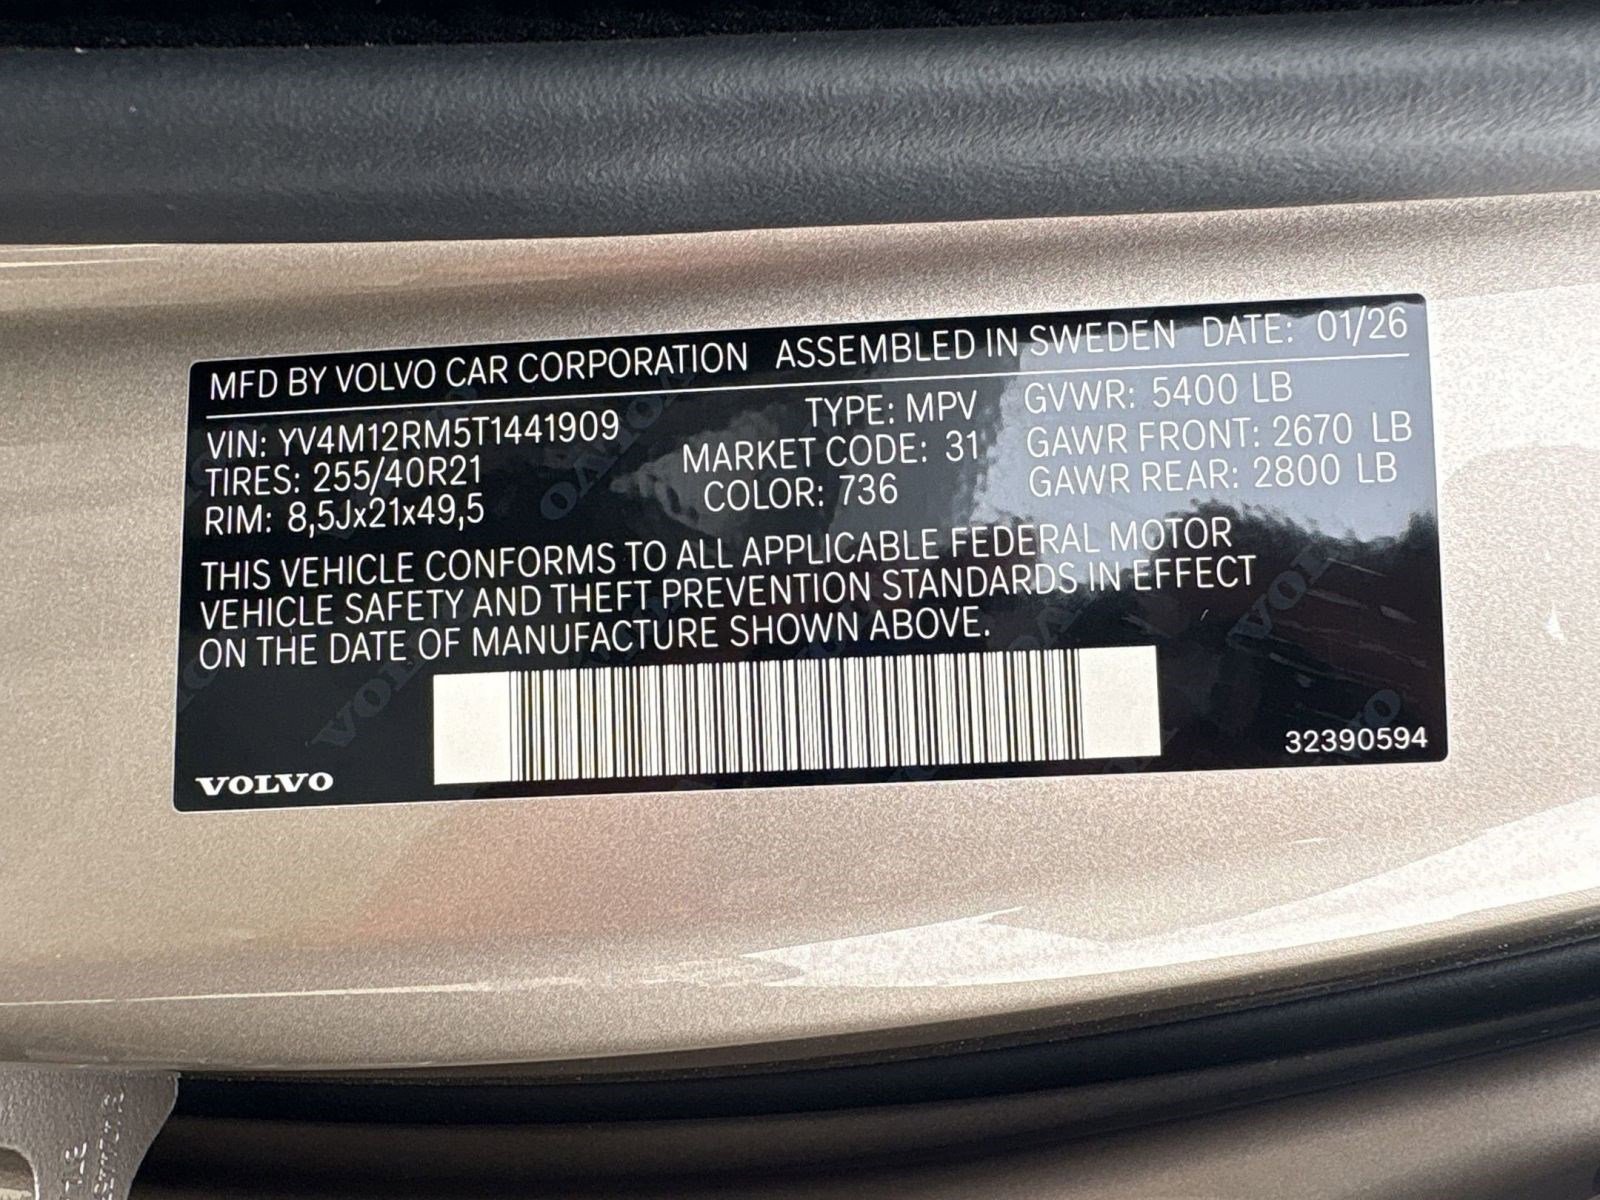 MFD BY VOLVO CAR CORPORATION ASSEMBLED IN SWEDEN DATE: 01/26
VIN: YV4M12RM5T1441909 TYPE: MPV GVWR: 5400 LB
TIRES: 255/40R21 MARKET CODE: 31 GAWR FRONT: 2670 LB
RIM: 8,5Jx21x49,5 COLOR: 736 GAWR REAR: 2800 LB
THIS VEHICLE CONFORMS TO ALL APPLICABLE FEDERAL MOTOR
VEHICLE SAFETY AND THEFT PREVENTION STANDARDS IN EFFECT
ON THE DATE OF MANUFACTURE SHOWN ABOVE.
VOLVO 32390594